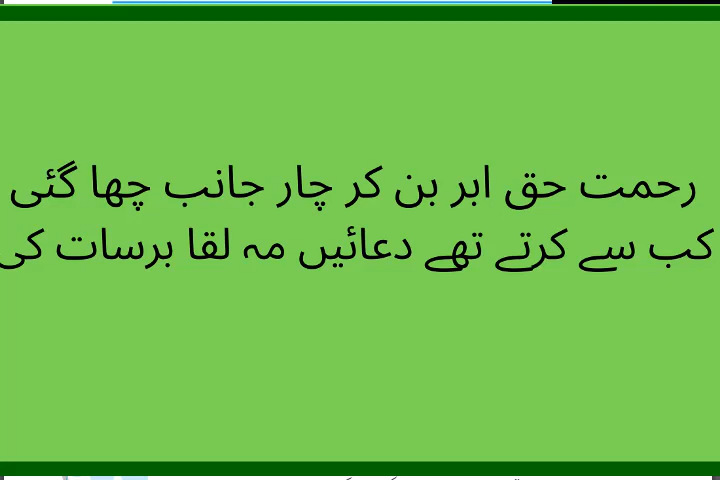 رحمت حق ابر بن کر چار جانب چھا گئی
کب سے کرتے تھے دعائیں مہ لقا برسات کی